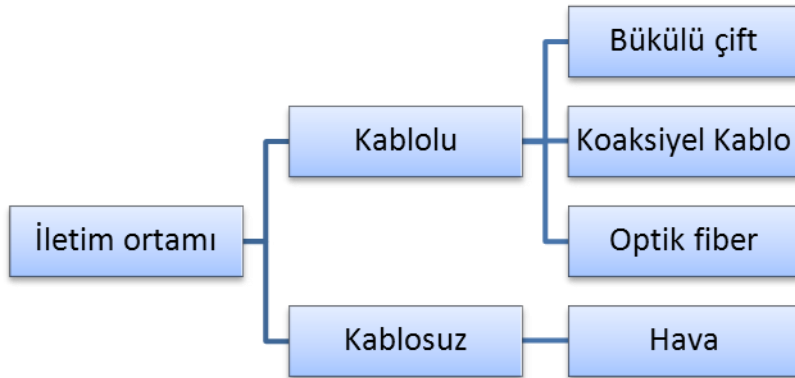 İletim ortamı
Kablolu
Bükülü çift
Koaksiyel Kablo
Optik fiber
Kablosuz
Hava